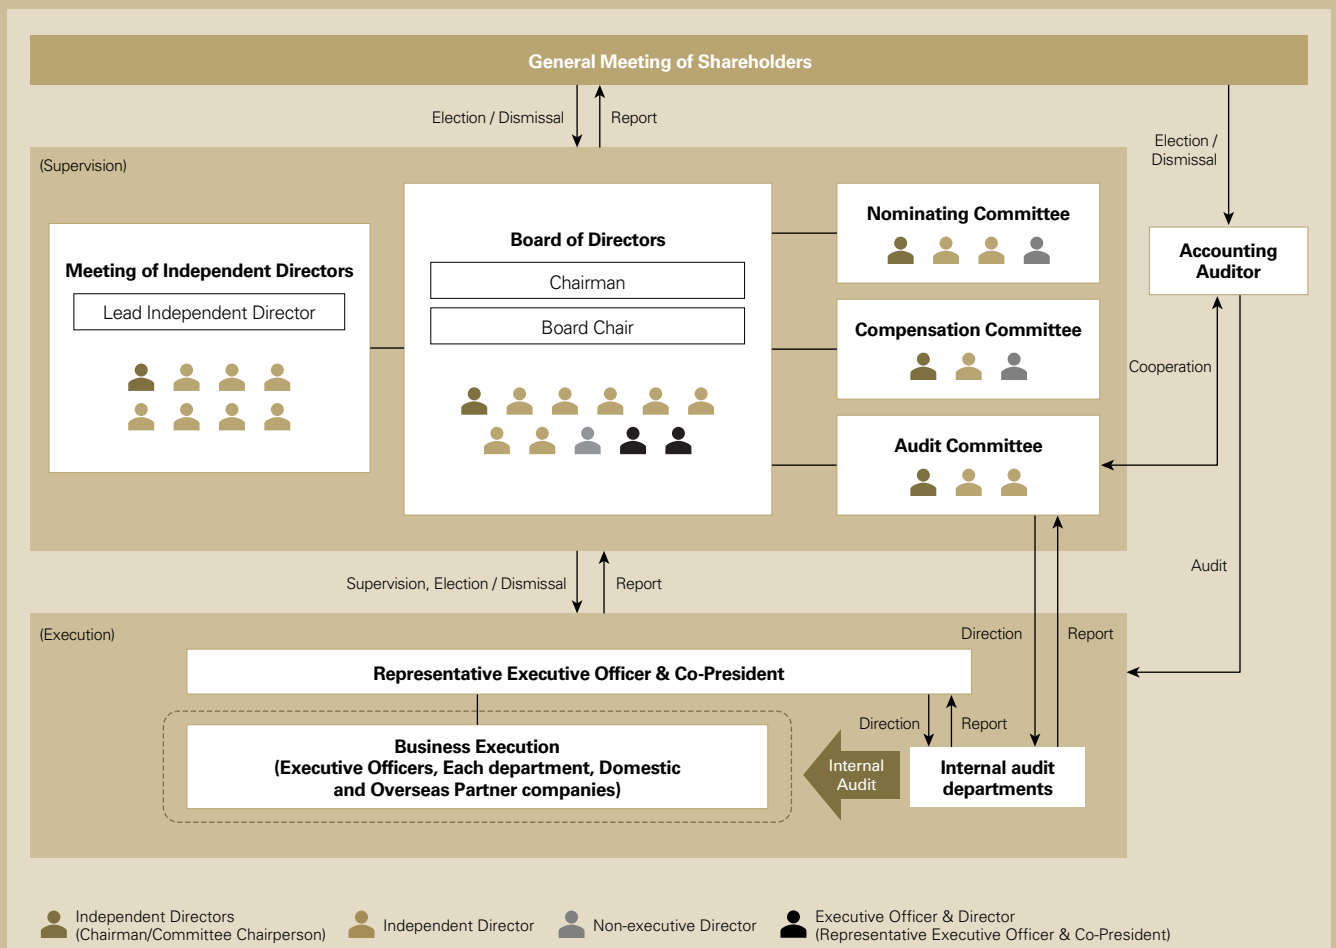 General Meeting of Shareholders
Election / Dismissal
Report
Election /
Dismissal
(Supervision)
Meeting of Independent Directors
Lead Independent Director
Board of Directors
Chairman
Board Chair
Nominating Committee
Compensation Committee
Audit Committee
Accounting
Auditor
Cooperation
Audit
Supervision, Election / Dismissal
Report
(Execution)
Direction
Report
Representative Executive Officer & Co-President
Direction
Report
Business Execution
(Executive Officers, Each department, Domestic
and Overseas Partner companies)
Internal
Audit
Internal audit
departments
Independent Directors
(Chairman/Committee Chairperson)
Independent Director
Non-executive Director
Executive Officer & Director
(Representative Executive Officer & Co-President)